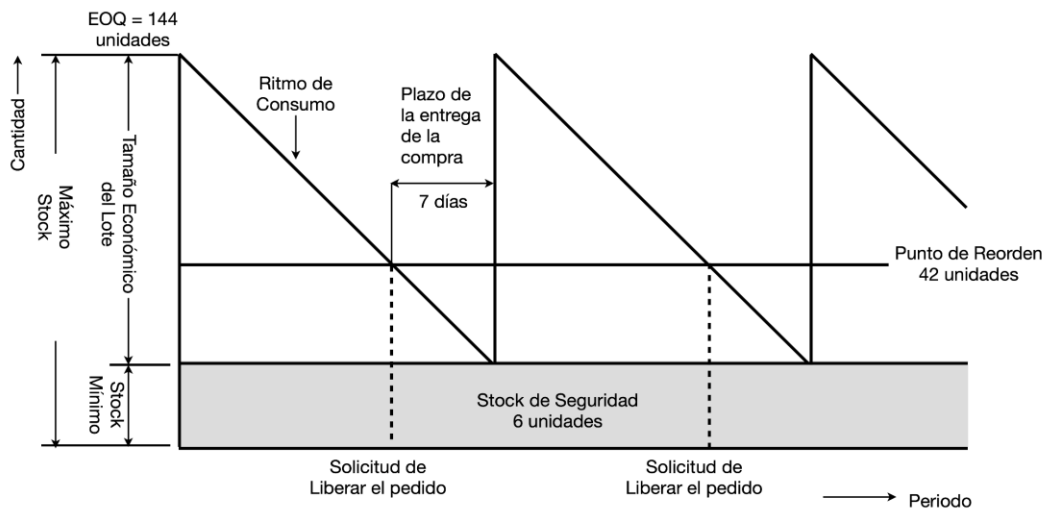 EOQ = 144
unidades
Cantidad
Máximo
Stock
Tamaño Económico
del Lote
Stock
Mínimo
Ritmo de
Consumo
Plazo de
la entrega
de la
compra
7 días
Punto de Reorden
42 unidades
Stock de Seguridad
6 unidades
Solicitud de
Liberar el pedido
Solicitud de
Liberar el pedido
Periodo